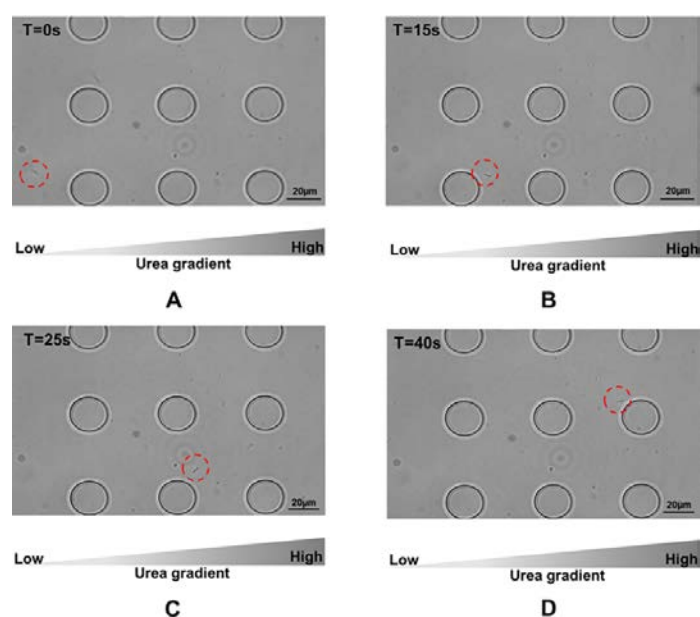 T=0s
20µm
Low
High
Urea gradient
A
T=15s
20µm
Low
High
Urea gradient
B
T=25s
20µm
Low
High
Urea gradient
C
T=40s
20µm
Low
High
Urea gradient
D